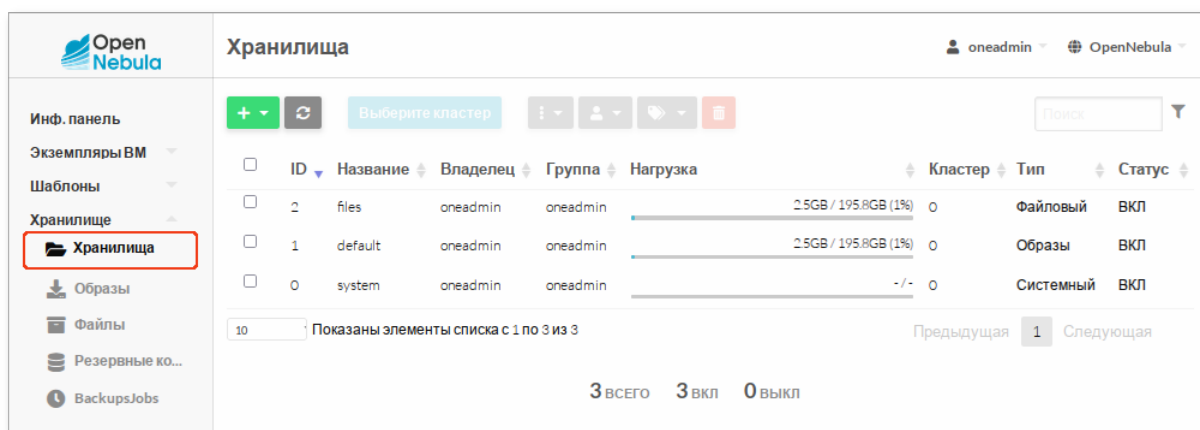 Open Nebula
Хранилища
oneadmin
OpenNebula
Выберите кластер
Поиск
Инф. панель
Экземпляры ВМ
Шаблоны
Хранилище
Хранилища
Образы
Файлы
Резервные ко...
BackupsJobs
ID Название Владелец Группа Нагрузка Кластер Тип Статус
2 files oneadmin oneadmin 2.5GB / 195.8GB (1%) 0 Файловый ВКЛ
1 default oneadmin oneadmin 2.5GB / 195.8GB (1%) 0 Образы ВКЛ
0 system oneadmin oneadmin - / - 0 Системный ВКЛ
10 Показаны элементы списка с 1 по 3 из 3
Предыдущая 1 Следующая
3 ВСЕГО 3 ВКЛ 0 ВЫКЛ